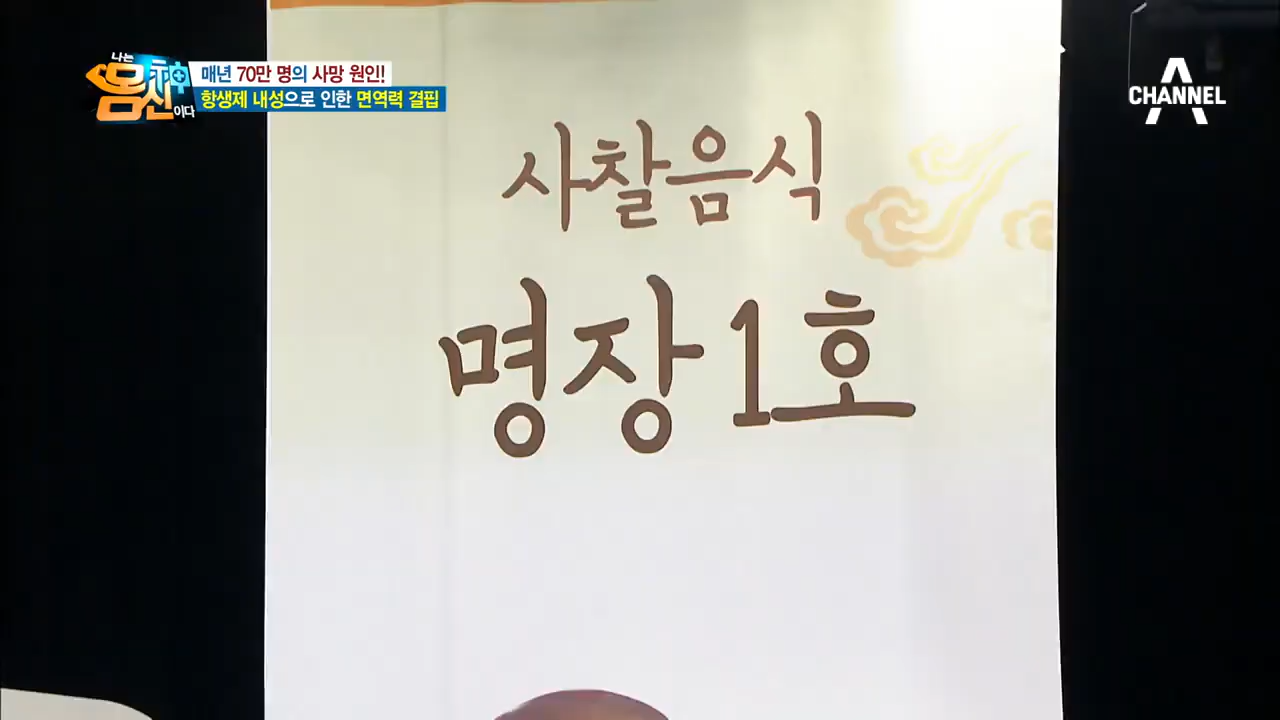 나는
몸신이다
神
매년 70만 명의 사망 원인!
항생제 내성으로 인한 면역력 결핍
CHANNEL A
사찰음식
명장 1호